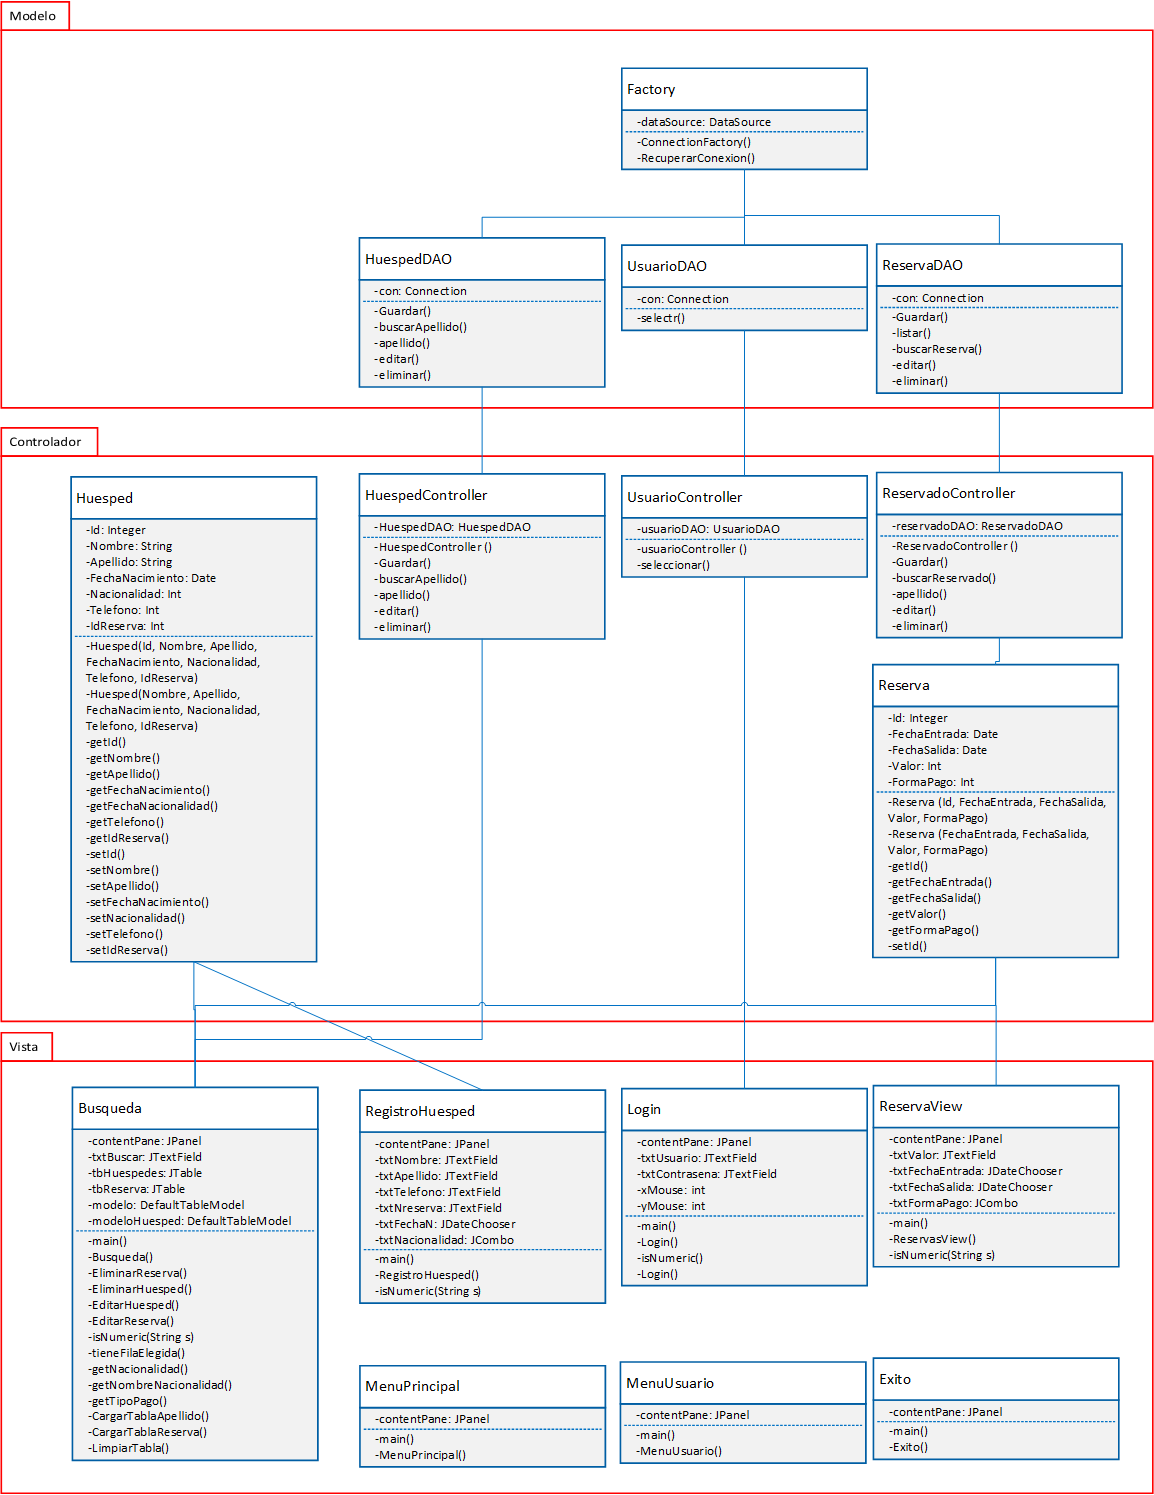 Modelo
Factory
-dataSource: DataSource
-ConnectionFactory()
-RecuperarConexion()
HuespedDAO
-con: Connection
-Guardar()
-buscarApellido()
-apellido()
-editar()
-eliminar()
UsuarioDAO
-con: Connection
-selectr()
ReservaDAO
-con: Connection
-Guardar()
-listar()
-buscarReserva()
-editar()
-eliminar()
Controlador
Huesped
-Id: Integer
-Nombre: String
-Apellido: String
-FechaNacimiento: Date
-Nacionalidad: Int
-Telefono: Int
-IdReserva: Int
-Huesped(Id, Nombre, Apellido,
FechaNacimiento, Nacionalidad,
Telefono, IdReserva)
-Huesped(Nombre, Apellido,
FechaNacimiento, Nacionalidad,
Telefono, IdReserva)
-getId()
-getNombre()
-getApellido()
-getFechaNacimiento()
-getFechaNacionalidad()
-getTelefono()
-getIdReserva()
-setId()
-setNombre()
-setApellido()
-setFechaNacimiento()
-setNacionalidad()
-setTelefono()
-setIdReserva()
HuespedController
-HuespedDAO: HuespedDAO
-HuespedController ()
-Guardar()
-buscarApellido()
-apellido()
-editar()
-eliminar()
UsuarioController
-usuarioDAO: UsuarioDAO
-usuarioController ()
-seleccionar()
ReservadoController
-reservadoDAO: ReservadoDAO
-ReservadoController ()
-Guardar()
-buscarReservado()
-apellido()
-editar()
-eliminar()
Reserva
-Id: Integer
-FechaEntrada: Date
-FechaSalida: Date
-Valor: Int
-FormaPago: Int
-Reserva (Id, FechaEntrada, FechaSalida,
Valor, FormaPago)
-Reserva (FechaEntrada, FechaSalida,
Valor, FormaPago)
-getId()
-getFechaEntrada()
-getFechaSalida()
-getValor()
-getFormaPago()
-setId()
Vista
Busqueda
-contentPane: JPanel
-txtBuscar: JTextField
-tbHuespedes: JTable
-tbReserva: JTable
-modelo: DefaultTableModel
-modeloHuesped: DefaultTableModel
-main()
-Busqueda()
-EliminarReserva()
-EliminarHuesped()
-EditarHuesped()
-EditarReserva()
-isNumeric(String s)
-tieneFilaElegida()
-getNacionalidad()
-getNombreNacionalidad()
-getTipoPago()
-CargarTablaApellido()
-CargarTablaReserva()
-LimpiarTabla()
RegistroHuesped
-contentPane: JPanel
-txtNombre: JTextField
-txtApellido: JTextField
-txtTelefono: JTextField
-txtNreserva: JTextField
-txtFechaN: JDateChooser
-txtNacionalidad: JCombo
-main()
-RegistroHuesped()
-isNumeric(String s)
Login
-contentPane: JPanel
-txtUsuario: JTextField
-txtContrasena: JTextField
-xMouse: int
-yMouse: int
-main()
-Login()
-isNumeric()
-Login()
ReservaView
-contentPane: JPanel
-txtValor: JTextField
-txtFechaEntrada: JDateChooser
-txtFechaSalida: JDateChooser
-txtFormaPago: JCombo
-main()
-ReservasView()
-isNumeric(String s)
MenuPrincipal
-contentPane: JPanel
-main()
-MenuPrincipal()
MenuUsuario
-contentPane: JPanel
-main()
-MenuUsuario()
Exito
-contentPane: JPanel
-main()
-Exito()